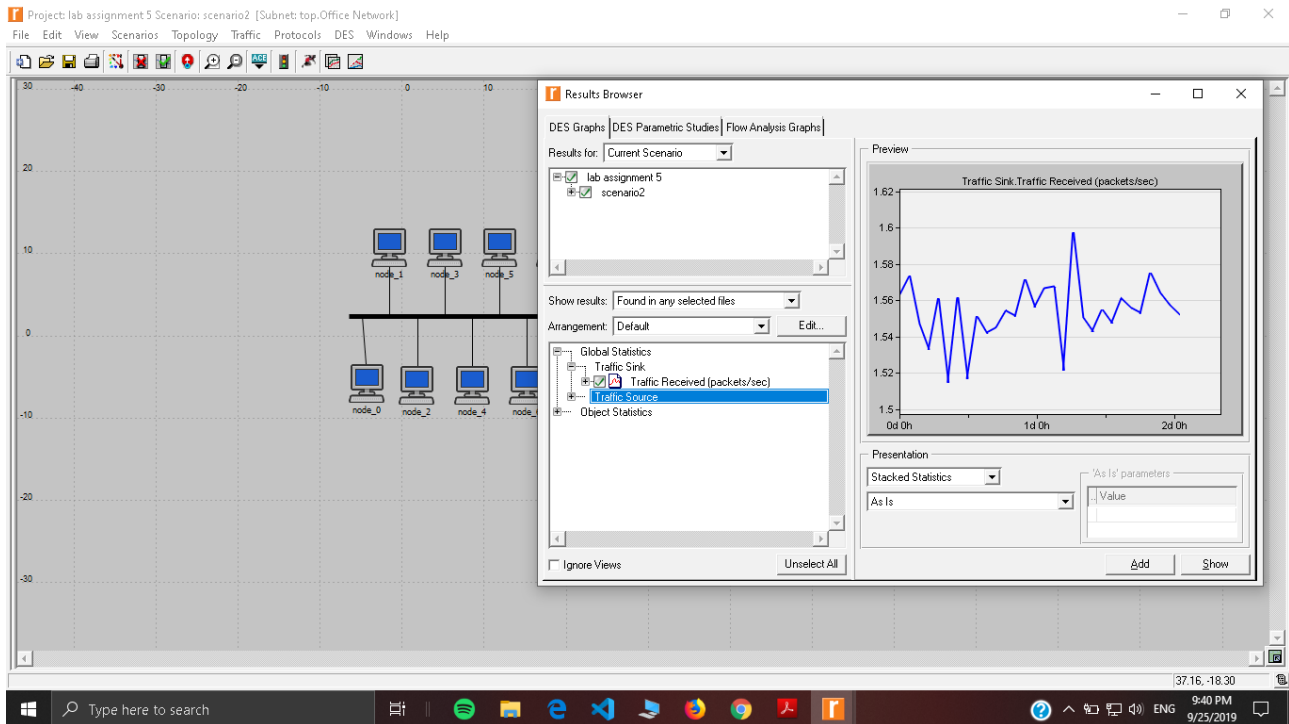 Project: lab assignment 5 Scenario: scenario2 [Subnet: top.Office Network]
File Edit View Scenarios Topology Traffic Protocols DES Windows Help
ACE
30 -40 -30 -20 -10 0 10
20
10
0
-10
-20
-30
node_1 node_3 node_5
node_0 node_2 node_4 node_
Results Browser
DES Graphs DES Parametric Studies Flow Analysis Graphs
Results for: Current Scenario
lab assignment 5
scenario2
Show results: Found in any selected files
Arrangement: Default Edit...
Global Statistics
Traffic Sink
Traffic Received (packets/sec)
Traffic Source
Object Statistics
Ignore Views Unselect All
Preview
Traffic Sink.Traffic Received (packets/sec)
1.62
1.6
1.58
1.56
1.54
1.52
1.5
0d 0h 1d 0h 2d 0h
Presentation
Stacked Statistics
As Is
'As Is' parameters
... Value
Add Show
37.16, -18.30
Type here to search
ENG
9:40 PM
9/25/2019